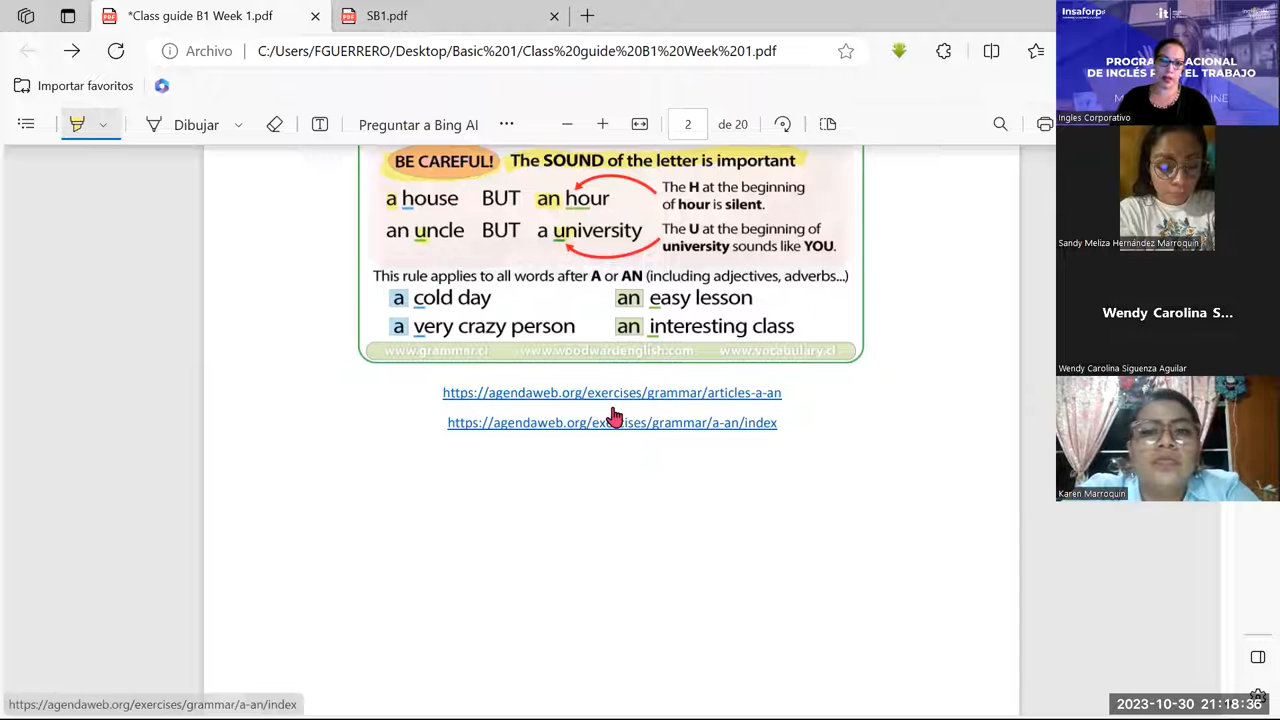 *Class guide B1 Week 1.pdf
SB1.pdf
Archivo
C:/Users/FGUERRERO/Desktop/Basic%201/Class%20guide%20B1%20Week%201.pdf
Importar favoritos
Dibujar
Preguntar a Bing AI
2
de 20
BE CAREFUL! The SOUND of the letter is important
a house BUT an hour
The H at the beginning
of hour is silent.
an uncle BUT a university
The U at the beginning of
university sounds like YOU.
This rule applies to all words after A or AN (including adjectives, adverbs...)
a cold day an easy lesson
a very crazy person an interesting class
www.grammar.cl www.woodwardenglish.com www.vocabulary.cl
https://agendaweb.org/exercises/grammar/articles-a-an
https://agendaweb.org/exercises/grammar/a-an/index
https://agendaweb.org/exercises/grammar/a-an/index
Insaforp
DE INGLÉS
EL TRABAJO
Ingles Corporativo
Sandy Meliza Hernández Marroquin
Wendy Carolina S...
Wendy Carolina Siguenza Aguilar
Karen Marroquin
2023-10-30 21:18:36